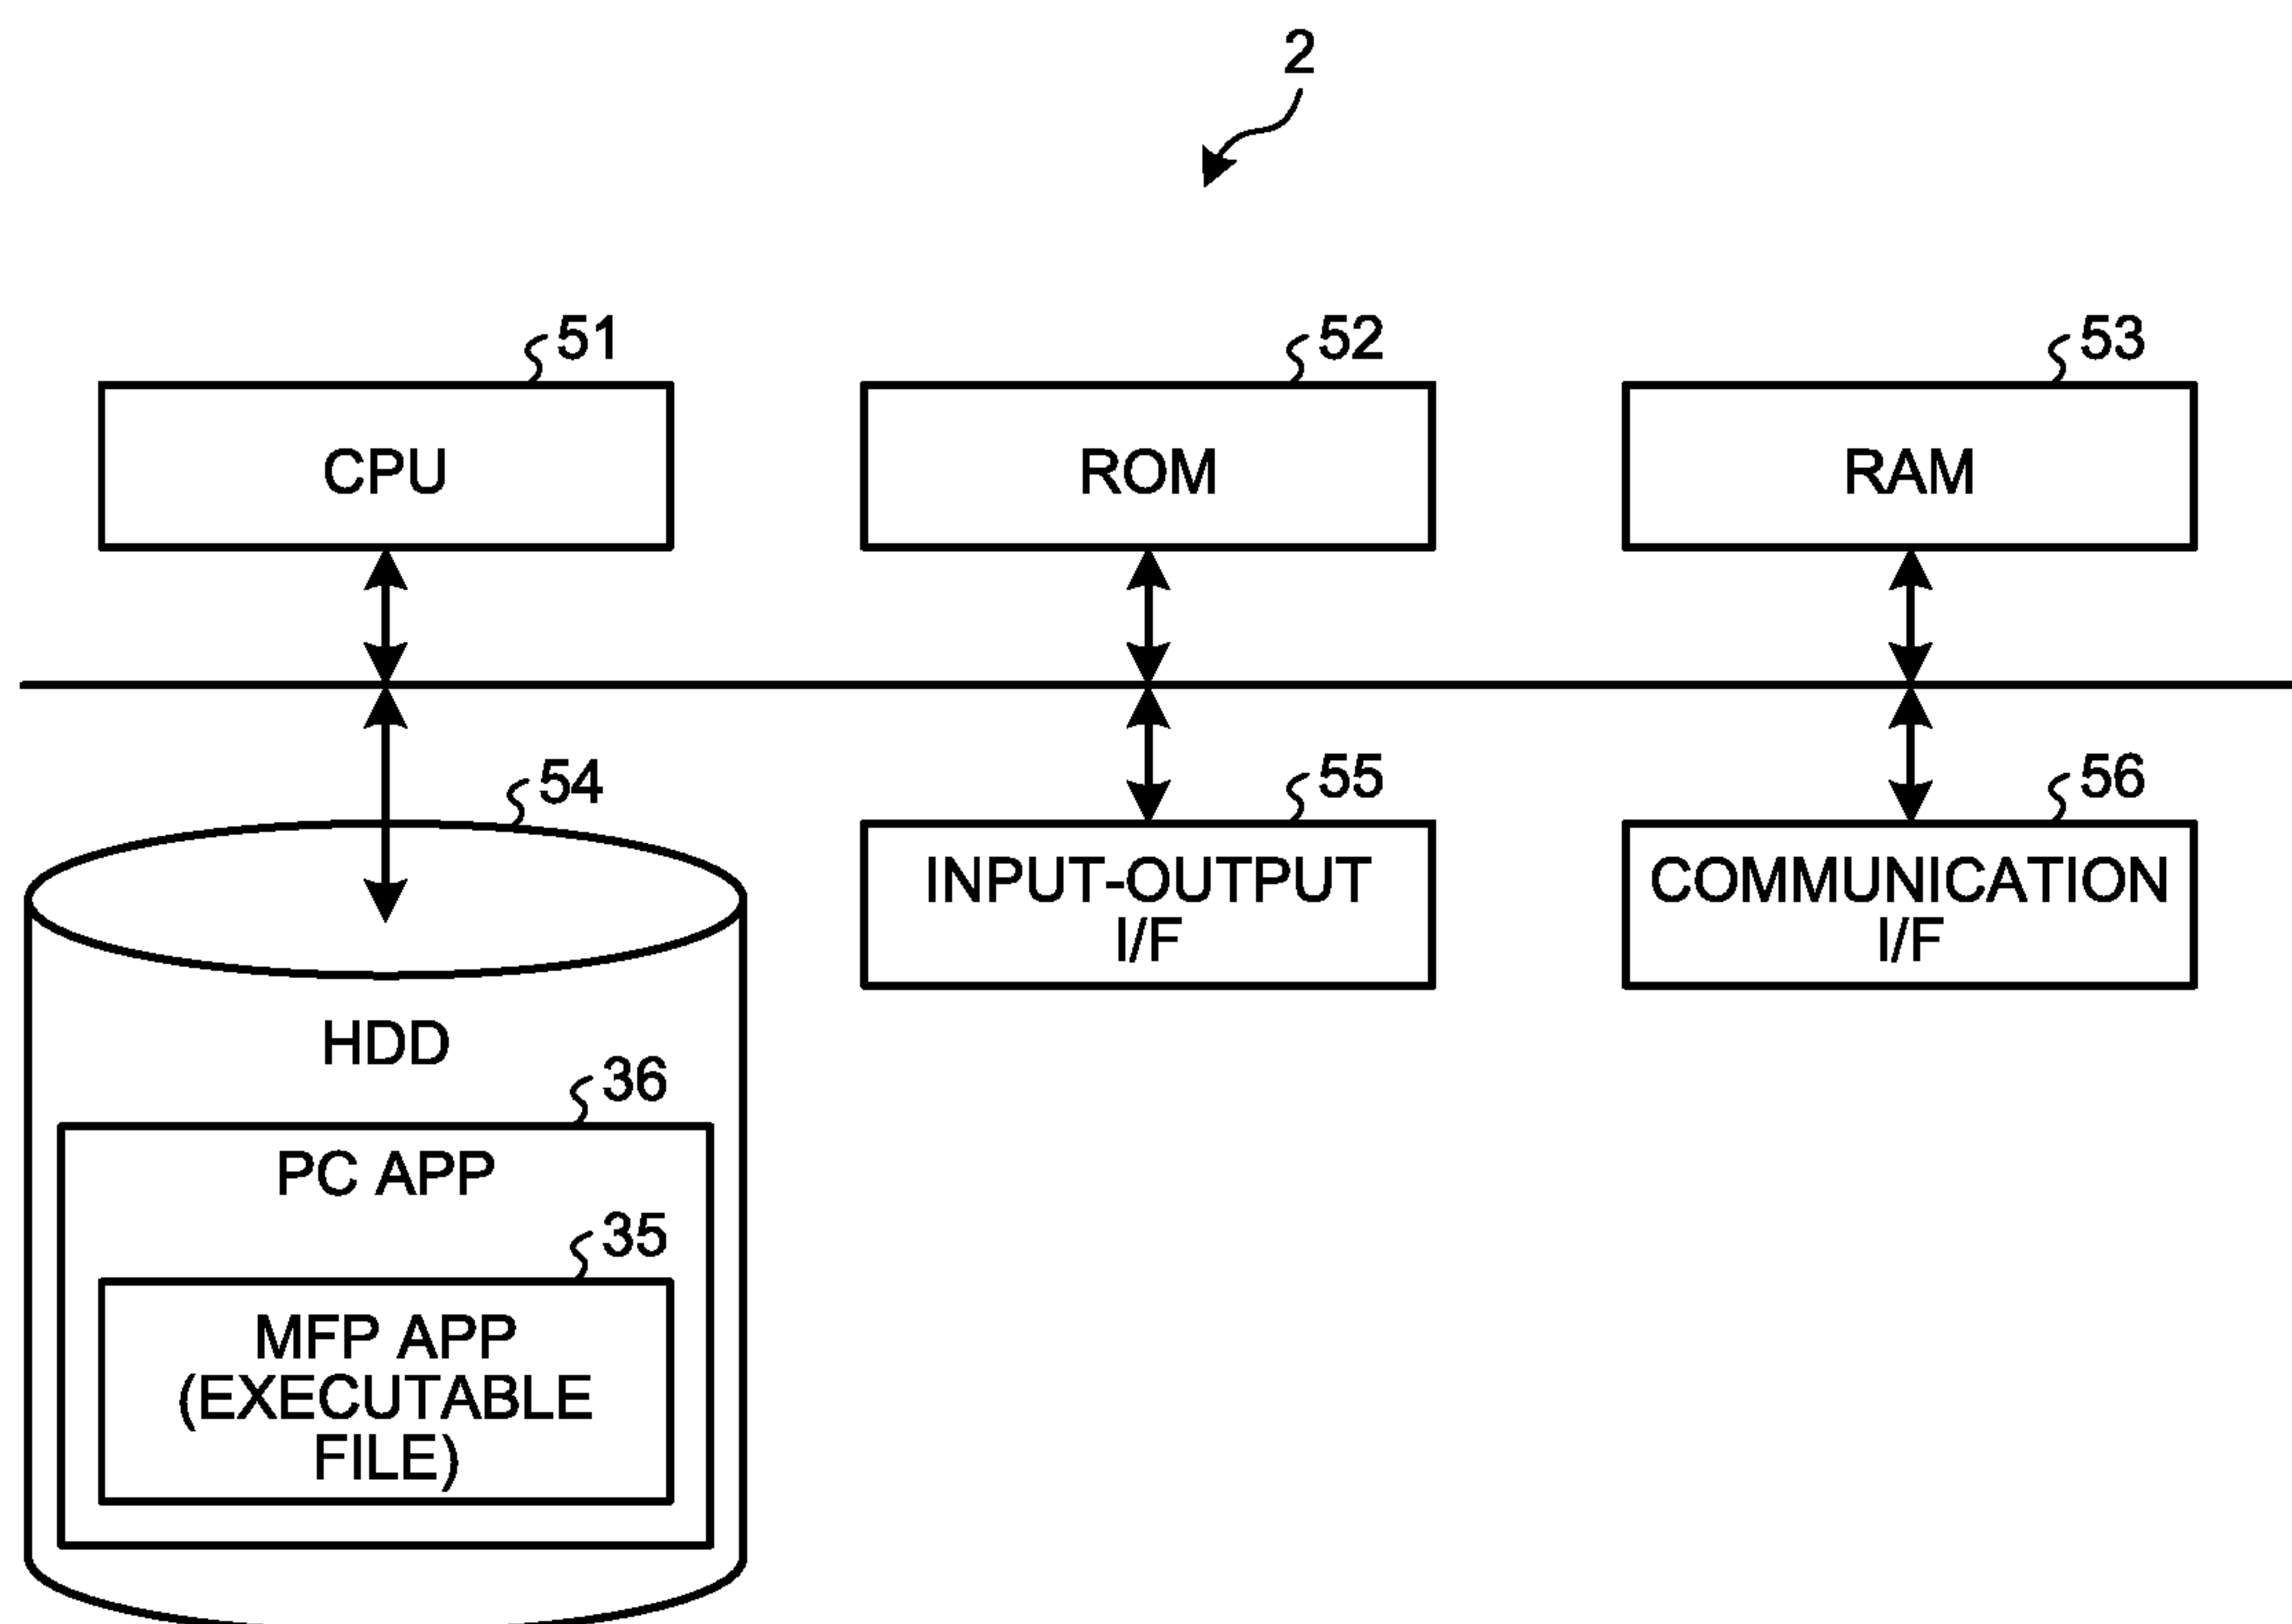 2
51
52
53
CPU
ROM
RAM
54
55
56
INPUT-OUTPUT
I/F
COMMUNICATION
I/F
HDD
36
PC APP
35
MFP APP
(EXECUTABLE
FILE)